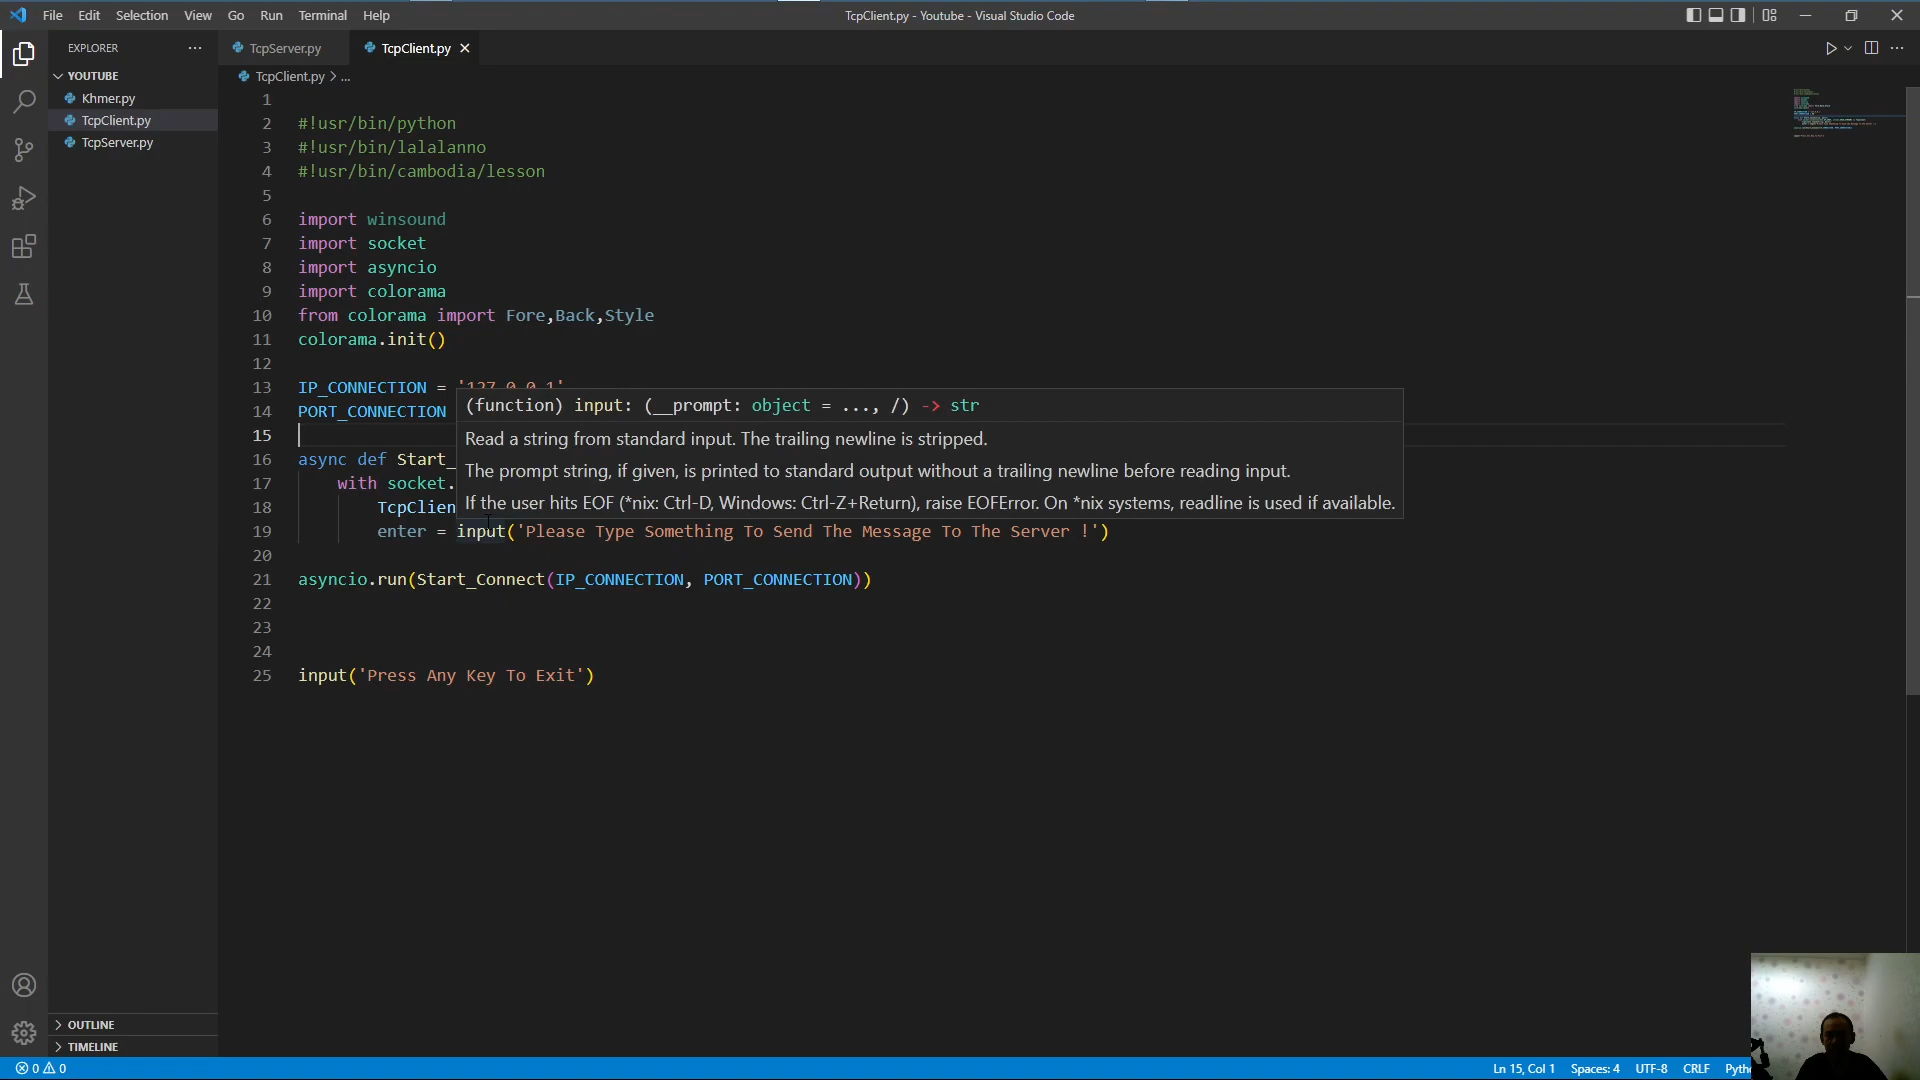 File Edit Selection View Go Run Terminal Help
TcpClient.py - Youtube - Visual Studio Code
EXPLORER
TcpServer.py
TcpClient.py
YOUTUBE
TcpClient.py > ...
Khmer.py
TcpClient.py
TcpServer.py
1
2 #!usr/bin/python
3 #!usr/bin/lalalanno
4 #!usr/bin/cambodia/lesson
5
6 import winsound
7 import socket
8 import asyncio
9 import colorama
10 from colorama import Fore,Back,Style
11 colorama.init()
12
13 IP_CONNECTION = '127.0.0.1'
14 PORT_CONNECTION
15
16 async def Start_
17 with socket.
18 TcpClien
19 enter = input('Please Type Something To Send The Message To The Server !')
20
21 asyncio.run(Start_Connect(IP_CONNECTION, PORT_CONNECTION))
22
23
24
25 input('Press Any Key To Exit')
(function) input: (__prompt: object = ..., /) -> str
Read a string from standard input. The trailing newline is stripped.
The prompt string, if given, is printed to standard output without a trailing newline before reading input.
If the user hits EOF (*nix: Ctrl-D, Windows: Ctrl-Z+Return), raise EOFError. On *nix systems, readline is used if available.
OUTLINE
TIMELINE
0 0
Ln 15, Col 1 Spaces: 4 UTF-8 CRLF Pyth